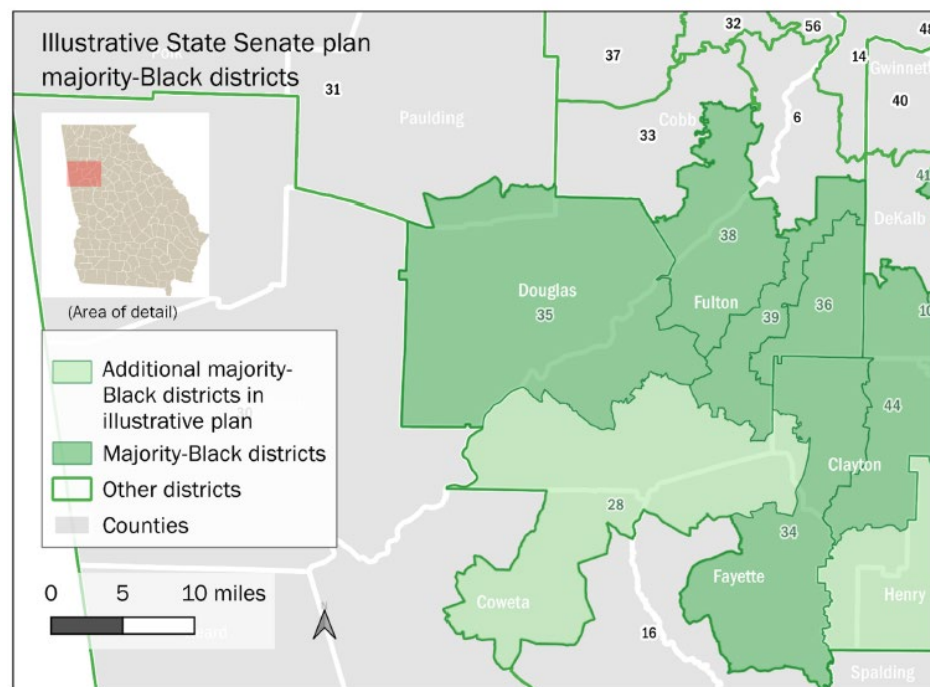 Illustrative State Senate plan
majority-Black districts
Polk
32
56
48
37
14
Gwinnett
31
40
Paulding
Cobb
6
33
41
DeKalb
38
(Area of detail)
Douglas
35
Fulton
39
36
10
Additional majority-
Black districts in
illustrative plan
30
Majority-Black districts
44
Clayton
Other districts
Counties
28
34
0 5 10 miles
Fayette
Coweta
Henry
N
16
Heard
Spalding